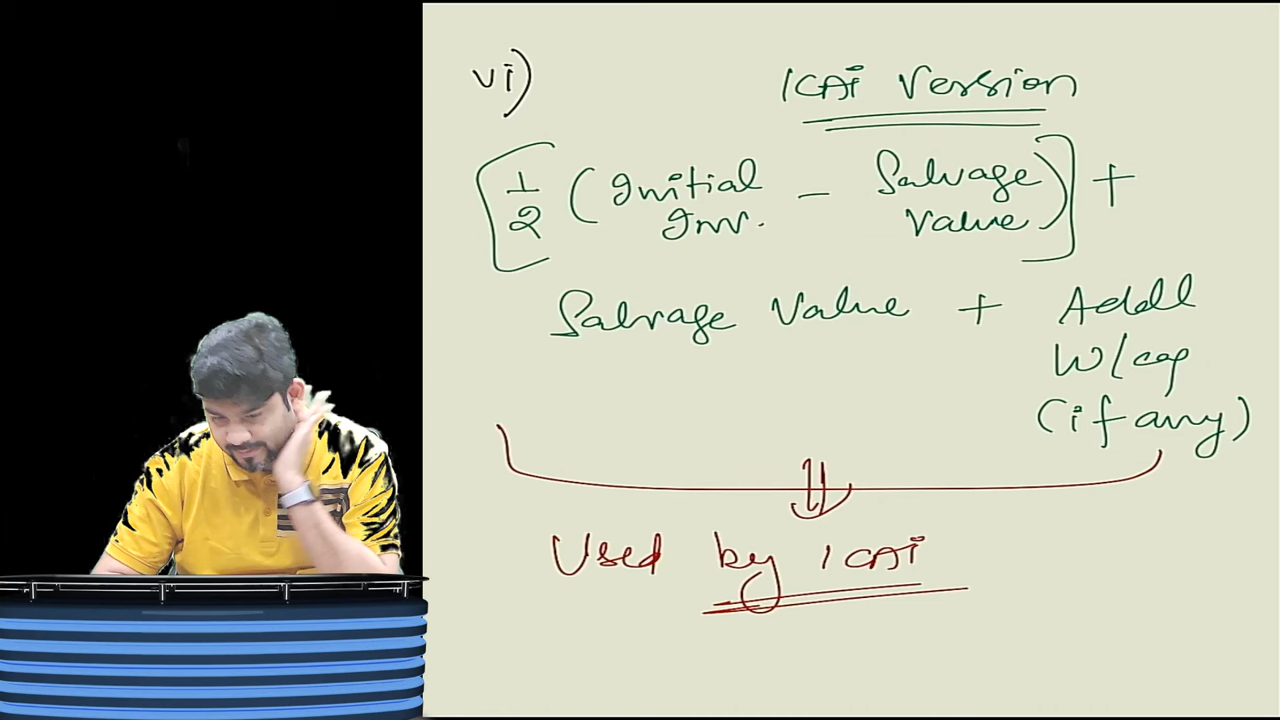 vi)
ICAI Version
[1/2 (Initial Inv. - Salvage Value)] +
Salvage Value + Addl
W/cap
(if any)
Used by ICAI